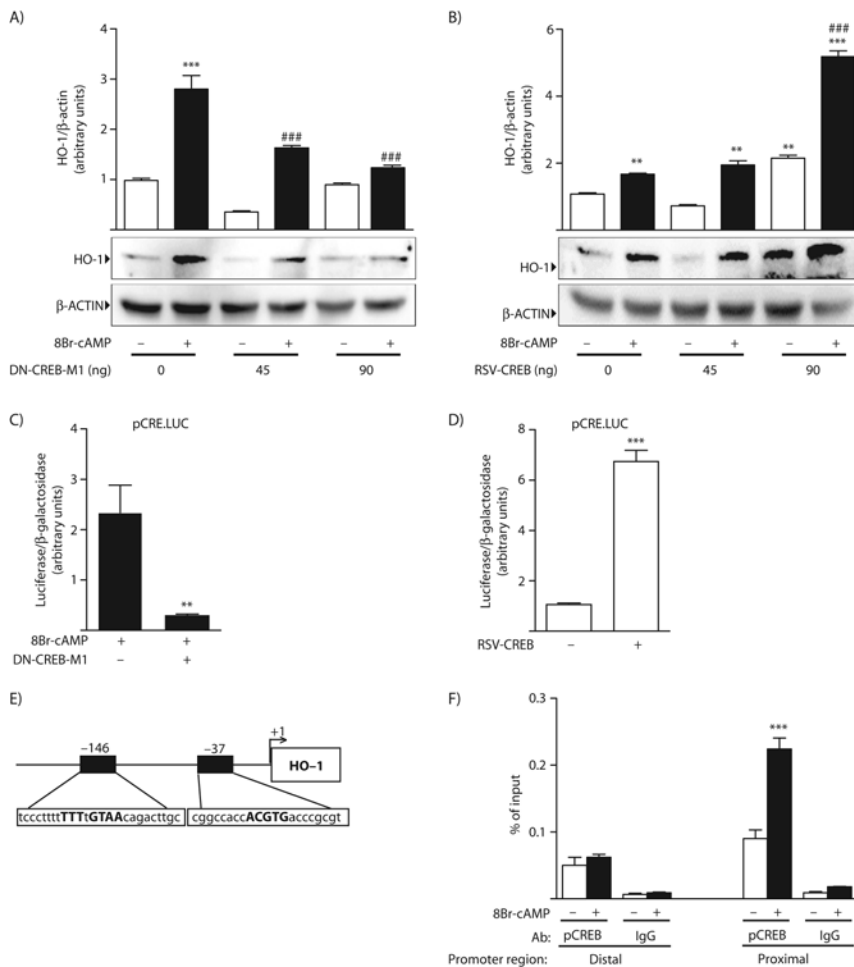 A)
HO-1/β-actin
(arbitrary units)
4
3
2
1
***
###
###
HO-1
β-ACTIN
8Br-cAMP – + – + – +
DN-CREB-M1 (ng) 0 45 90
B)
HO-1/β-actin
(arbitrary units)
6
4
2
**
**
**
###
***
HO-1
β-ACTIN
8Br-cAMP – + – + – +
RSV-CREB (ng) 0 45 90
C)
pCRE.LUC
Luciferase/β-galactosidase
(arbitrary units)
4
3
2
1
**
8Br-cAMP + +
DN-CREB-M1 – +
D)
pCRE.LUC
Luciferase/β-galactosidase
(arbitrary units)
8
6
4
2
***
RSV-CREB – +
E)
–146 –37 +1
HO–1
tcccttttTTTtGTAAcagacttgc cggccaccACGTGacccgcgt
F)
% of input
0.3
0.2
0.1
***
8Br-cAMP – + – + – + – +
Ab: pCREB IgG pCREB IgG
Promoter region: Distal Proximal